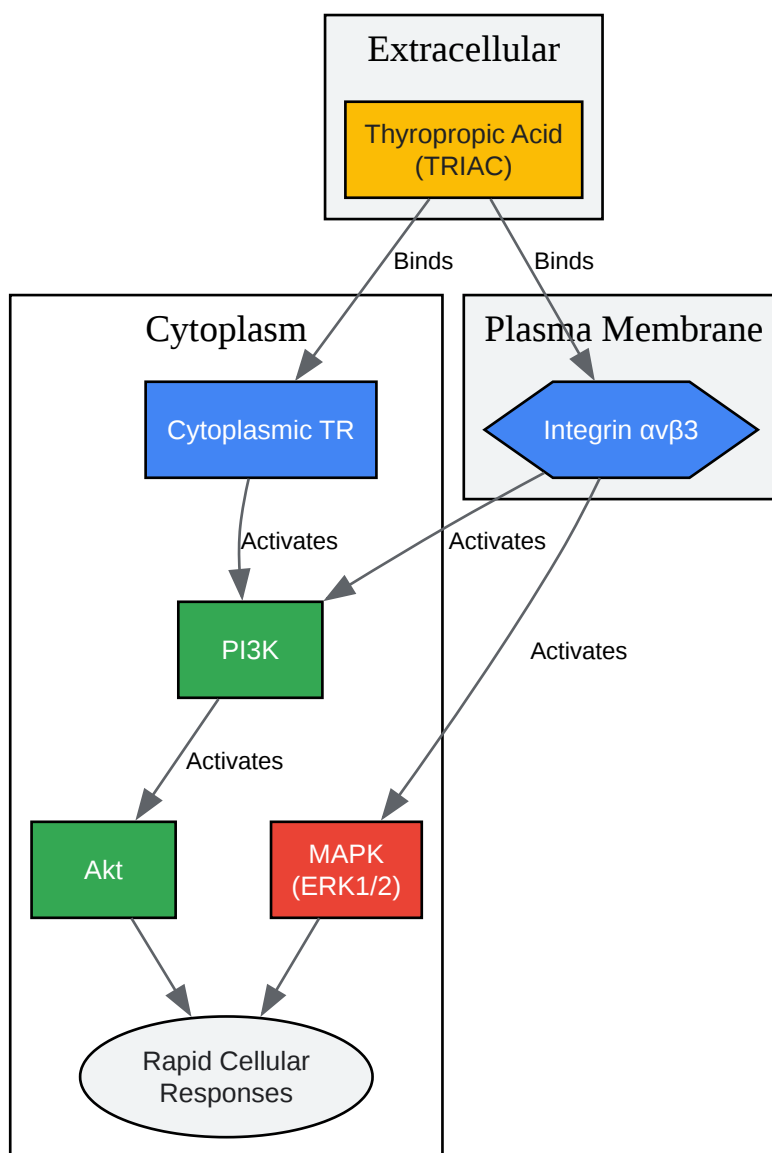 Extracellular
Thyropropic Acid
(TRIAC)
Binds
Binds
Cytoplasm
Plasma Membrane
Cytoplasmic TR
Integrin αvβ3
Activates
Activates
PI3K
Activates
Activates
Akt
MAPK
(ERK1/2)
Rapid Cellular
Responses